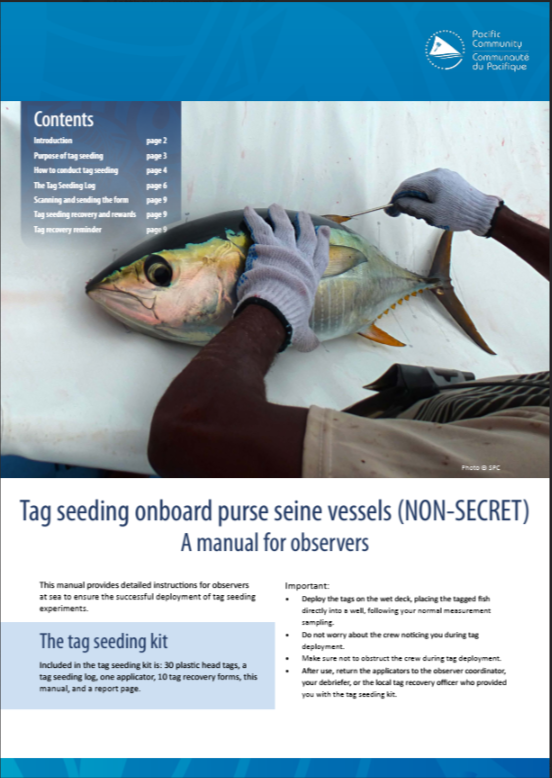 Pacific
Community
Communauté
du Pacifique
Contents
Introduction page 2
Purpose of tag seeding page 3
How to conduct tag seeding page 4
The Tag Seeding Log page 6
Scanning and sending the form page 9
Tag seeding recovery and rewards page 9
Tag recovery reminder page 9
Photo © SPC
Tag seeding onboard purse seine vessels (NON-SECRET)
A manual for observers
This manual provides detailed instructions for observers
at sea to ensure the successful deployment of tag seeding
experiments.
The tag seeding kit
Included in the tag seeding kit is: 30 plastic head tags, a
tag seeding log, one applicator, 10 tag recovery forms, this
manual, and a report page.
Important:
• Deploy the tags on the wet deck, placing the tagged fish
directly into a well, following your normal measurement
sampling.
• Do not worry about the crew noticing you during tag
deployment.
• Make sure not to obstruct the crew during tag deployment.
• After use, return the applicators to the observer coordinator,
your debriefer, or the local tag recovery officer who provided
you with the tag seeding kit.